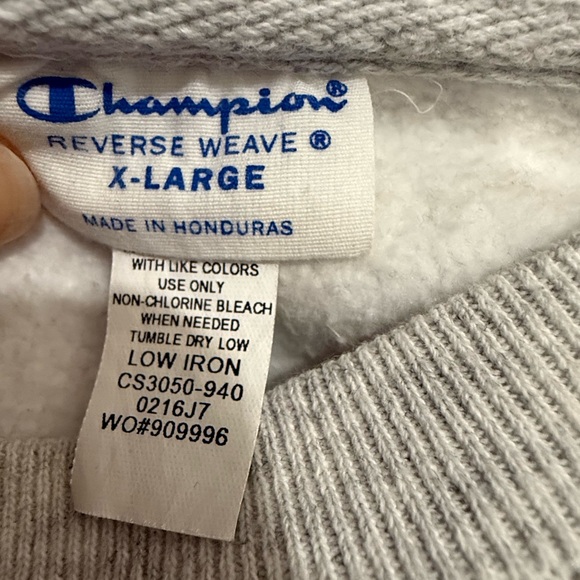 Champion®
REVERSE WEAVE ®
X-LARGE
MADE IN HONDURAS
WITH LIKE COLORS
USE ONLY
NON-CHLORINE BLEACH
WHEN NEEDED
TUMBLE DRY LOW
LOW IRON
CS3050-940
0216J7
WO#909996